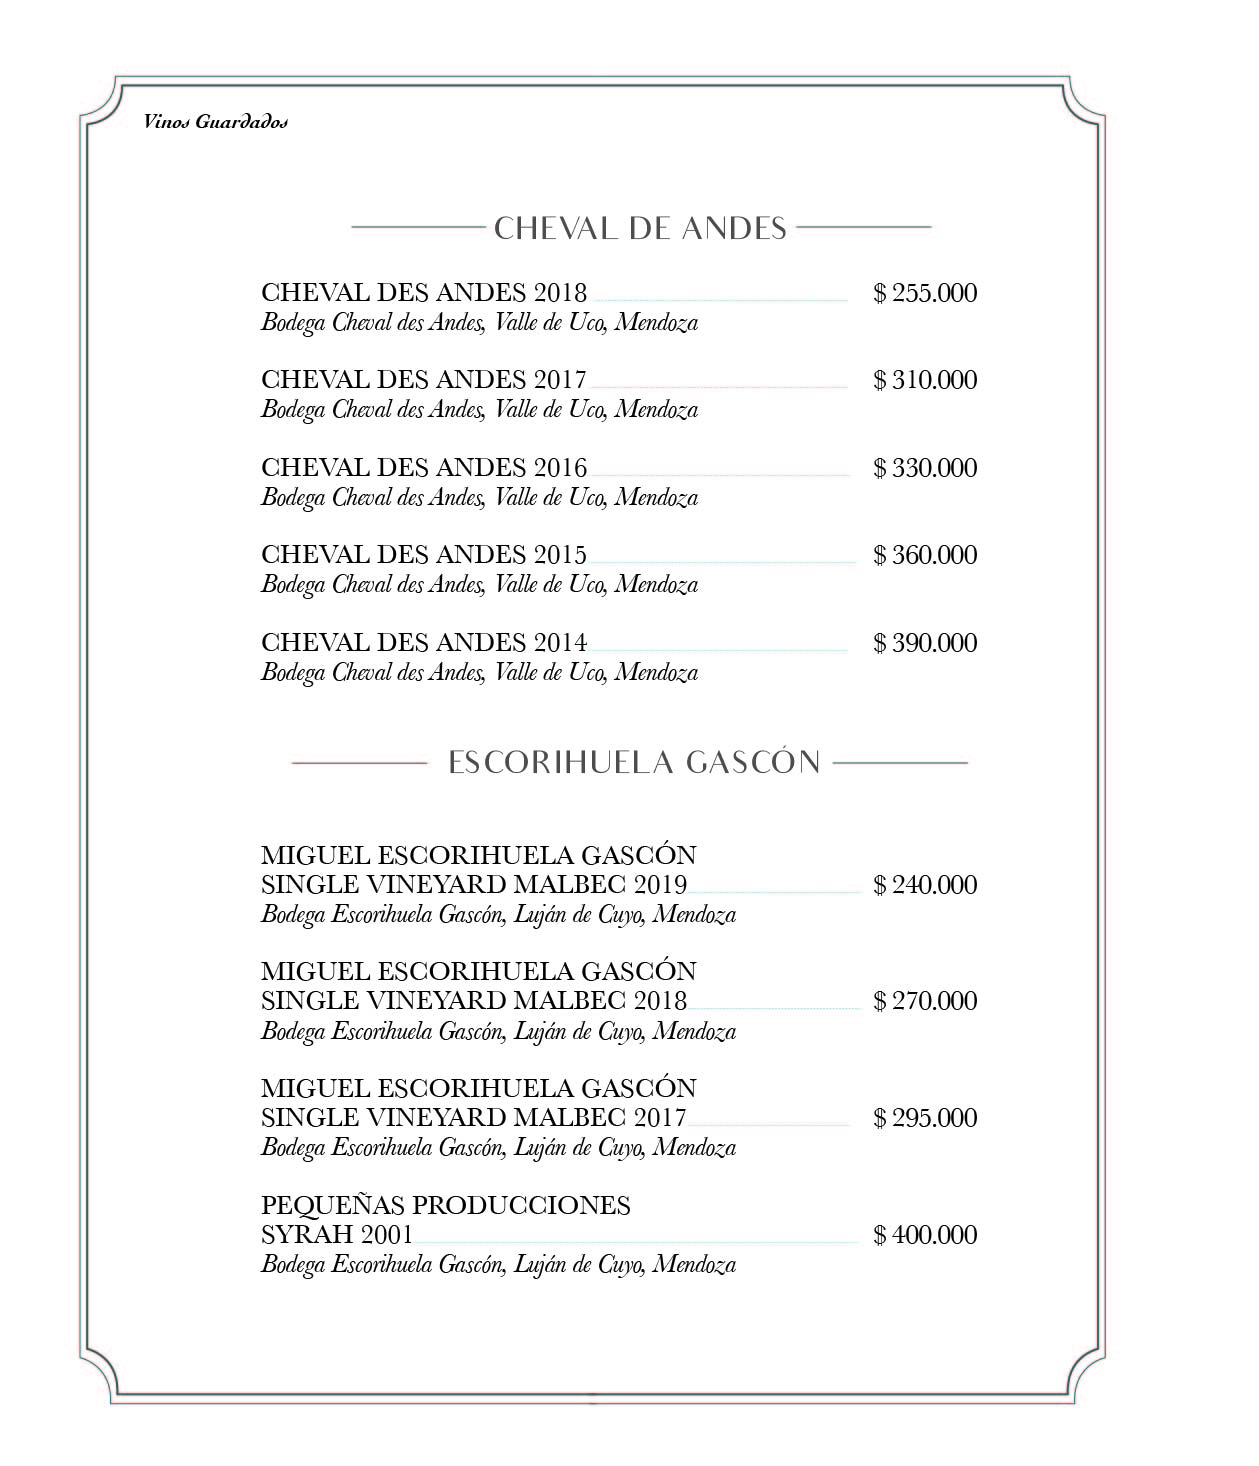 Vinos Guardados
CHEVAL DE ANDES
CHEVAL DES ANDES 2018 $ 255.000
Bodega Cheval des Andes, Valle de Uco, Mendoza
CHEVAL DES ANDES 2017 $ 310.000
Bodega Cheval des Andes, Valle de Uco, Mendoza
CHEVAL DES ANDES 2016 $ 330.000
Bodega Cheval des Andes, Valle de Uco, Mendoza
CHEVAL DES ANDES 2015 $ 360.000
Bodega Cheval des Andes, Valle de Uco, Mendoza
CHEVAL DES ANDES 2014 $ 390.000
Bodega Cheval des Andes, Valle de Uco, Mendoza
ESCORIHUELA GASCÓN
MIGUEL ESCORIHUELA GASCÓN
SINGLE VINEYARD MALBEC 2019 $ 240.000
Bodega Escorihuela Gascón, Luján de Cuyo, Mendoza
MIGUEL ESCORIHUELA GASCÓN
SINGLE VINEYARD MALBEC 2018 $ 270.000
Bodega Escorihuela Gascón, Luján de Cuyo, Mendoza
MIGUEL ESCORIHUELA GASCÓN
SINGLE VINEYARD MALBEC 2017 $ 295.000
Bodega Escorihuela Gascón, Luján de Cuyo, Mendoza
PEQUEÑAS PRODUCCIONES
SYRAH 2001 $ 400.000
Bodega Escorihuela Gascón, Luján de Cuyo, Mendoza